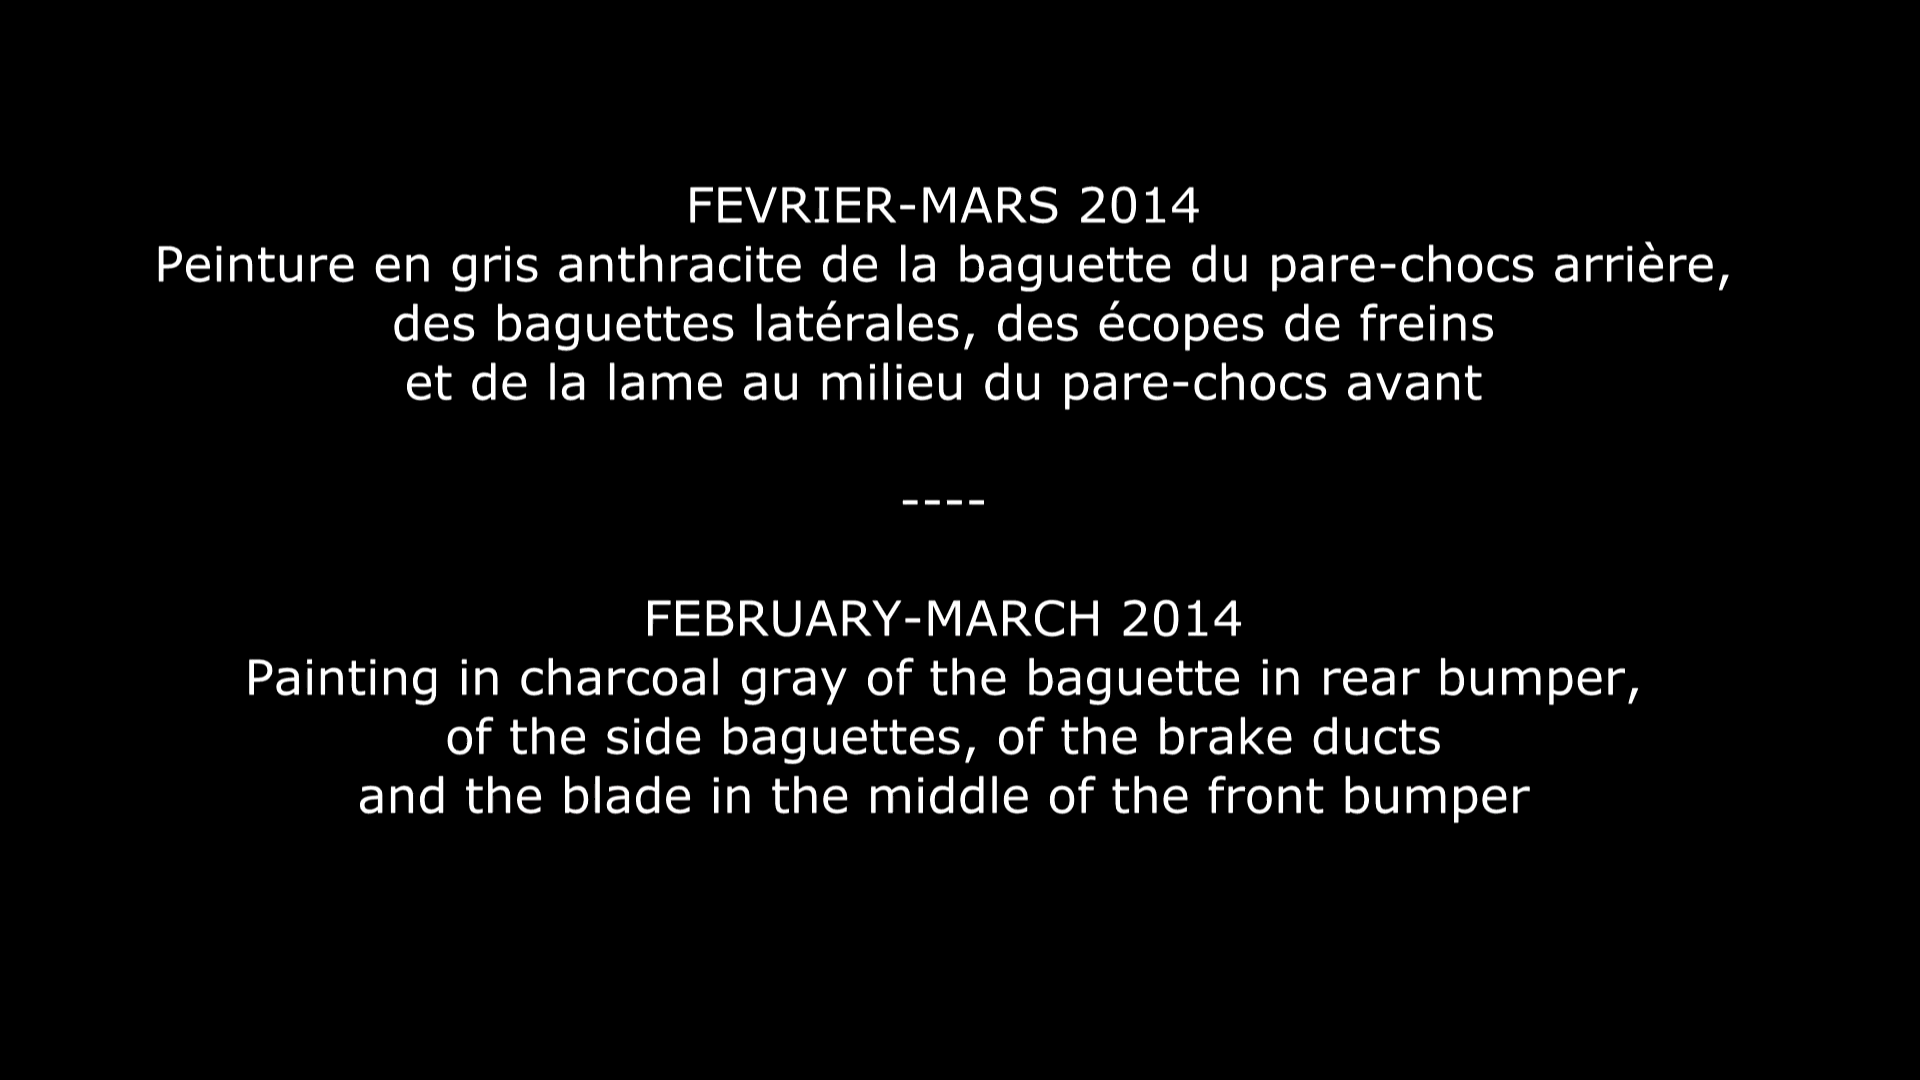 FEVRIER-MARS 2014
Peinture en gris anthracite de la baguette du pare-chocs arrière,
des baguettes latérales, des écopes de freins
et de la lame au milieu du pare-chocs avant
----
FEBRUARY-MARCH 2014
Painting in charcoal gray of the baguette in rear bumper,
of the side baguettes, of the brake ducts
and the blade in the middle of the front bumper